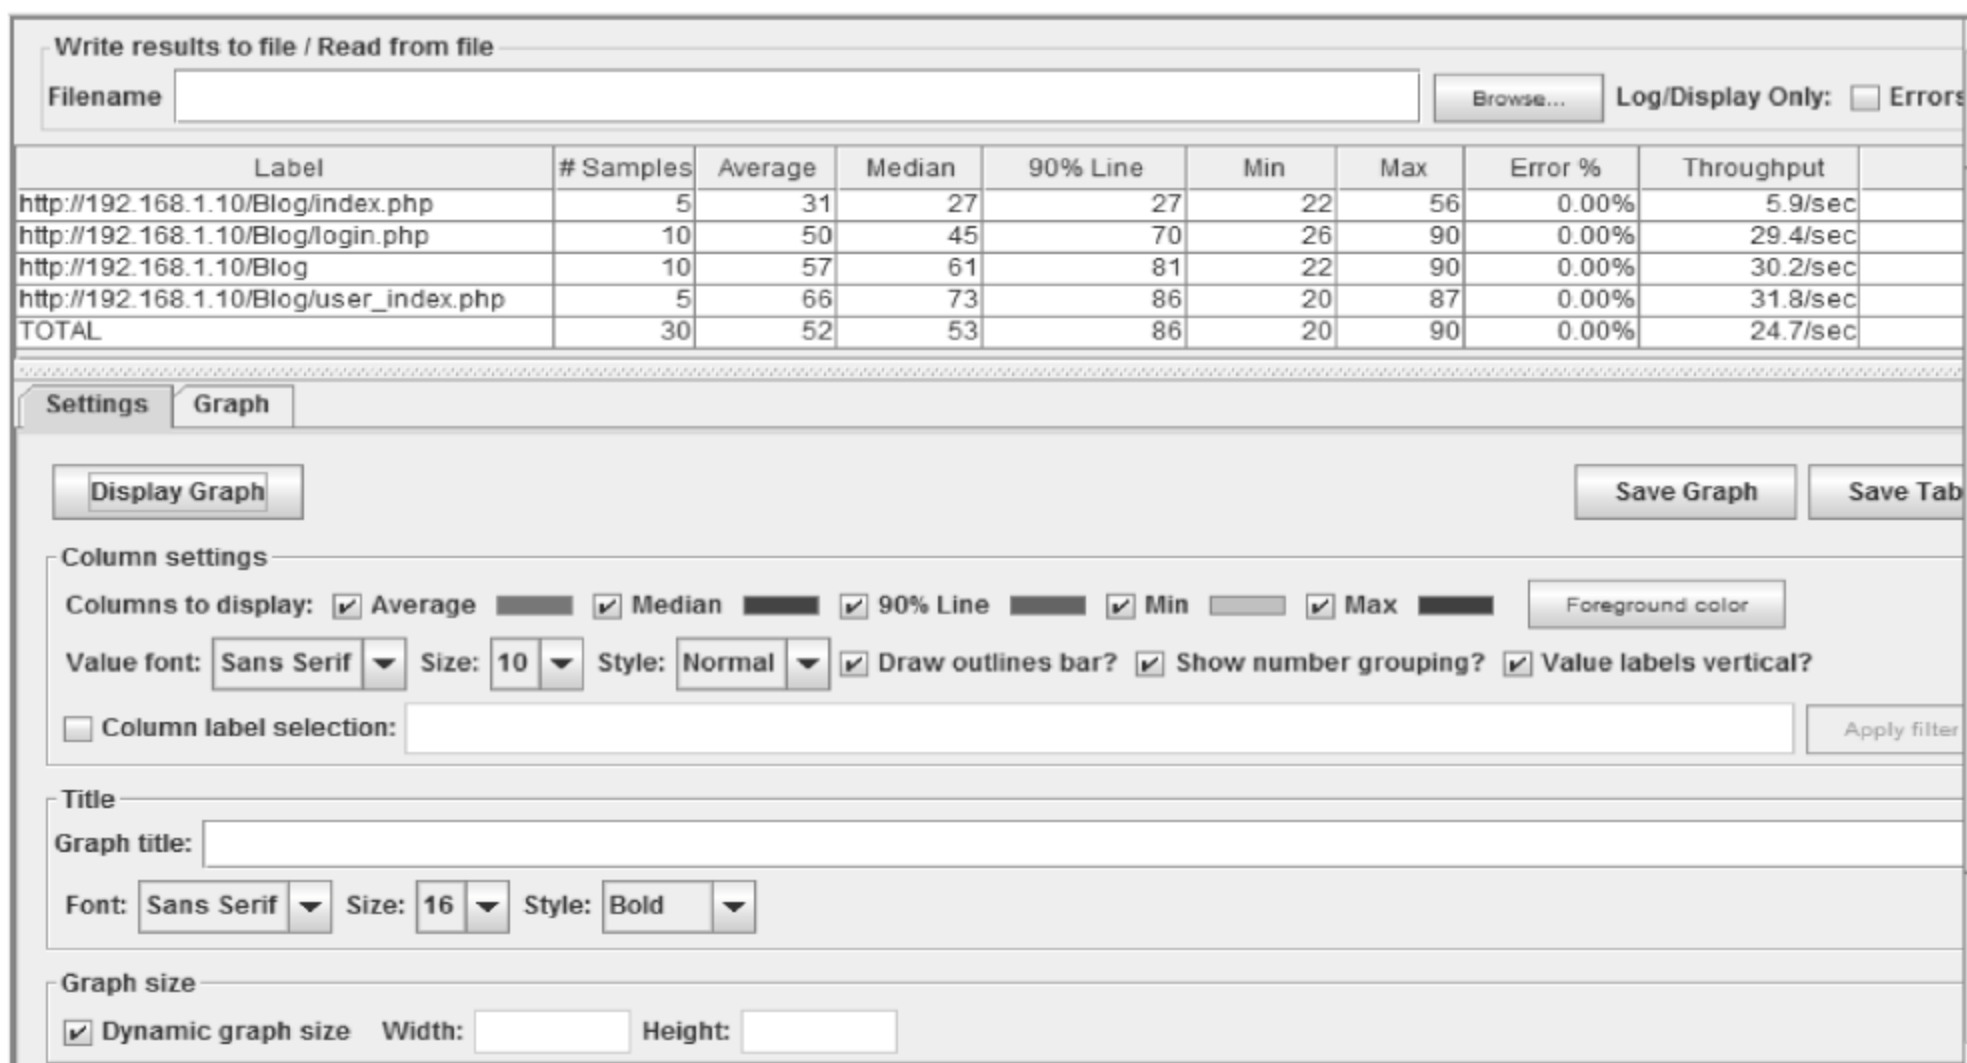 Write results to file / Read from file
Filename Browse... Log/Display Only: Errors
Label # Samples Average Median 90% Line Min Max Error % Throughput
http://192.168.1.10/Blog/index.php 5 31 27 27 22 56 0.00% 5.9/sec
http://192.168.1.10/Blog/login.php 10 50 45 70 26 90 0.00% 29.4/sec
http://192.168.1.10/Blog 10 57 61 81 22 90 0.00% 30.2/sec
http://192.168.1.10/Blog/user_index.php 5 66 73 86 20 87 0.00% 31.8/sec
TOTAL 30 52 53 86 20 90 0.00% 24.7/sec
Settings Graph
Display Graph Save Graph Save Tab
Column settings
Columns to display: Average Median 90% Line Min Max Foreground color
Value font: Sans Serif Size: 10 Style: Normal Draw outlines bar? Show number grouping? Value labels vertical?
Column label selection: Apply filter
Title
Graph title:
Font: Sans Serif Size: 16 Style: Bold
Graph size
Dynamic graph size Width: Height: